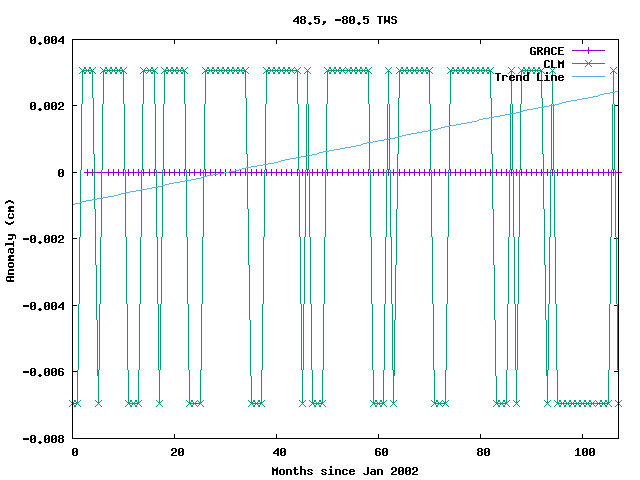 48.5, -80.5 TWS
0.004
0.002
0
-0.002
-0.004
-0.006
-0.008
Anomaly (cm)
GRACE
CLM
Trend Line
0 20 40 60 80 100
Months since Jan 2002